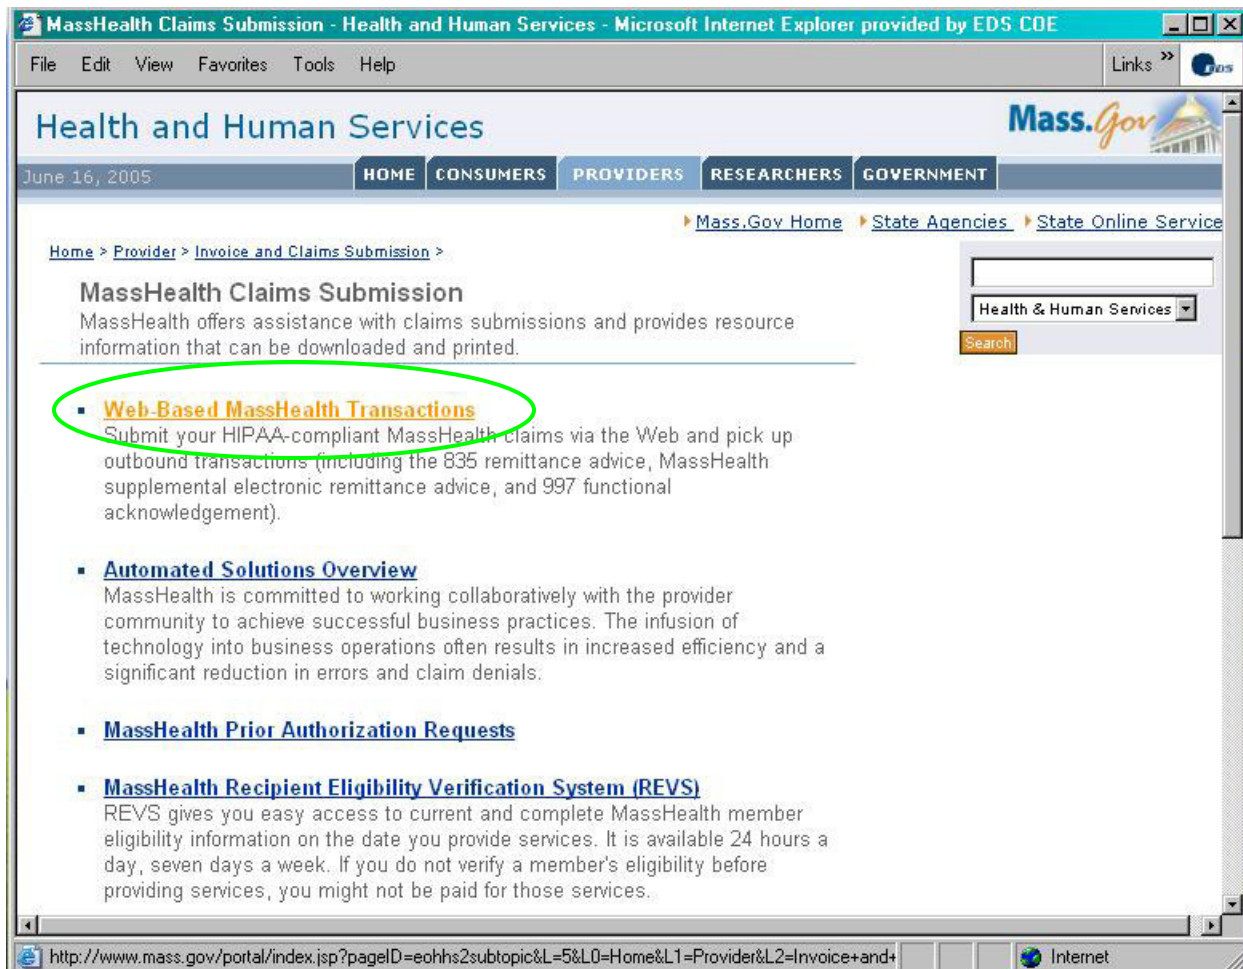 MassHealth Claims Submission - Health and Human Services - Microsoft Internet Explorer provided by EDS COE
File Edit View Favorites Tools Help Links »
EDS
Health and Human Services
Mass.Gov
June 16, 2005
HOME CONSUMERS PROVIDERS RESEARCHERS GOVERNMENT
Mass.Gov Home State Agencies State Online Service
Home > Provider > Invoice and Claims Submission >
MassHealth Claims Submission
Health & Human Services
MassHealth offers assistance with claims submissions and provides resource
information that can be downloaded and printed.
Search
Web-Based MassHealth Transactions
Submit your HIPAA-compliant MassHealth claims via the Web and pick up
outbound transactions (including the 835 remittance advice, MassHealth
supplemental electronic remittance advice, and 997 functional
acknowledgement).
Automated Solutions Overview
MassHealth is committed to working collaboratively with the provider
community to achieve successful business practices. The infusion of
technology into business operations often results in increased efficiency and a
significant reduction in errors and claim denials.
MassHealth Prior Authorization Requests
MassHealth Recipient Eligibility Verification System (REVS)
REVS gives you easy access to current and complete MassHealth member
eligibility information on the date you provide services. It is available 24 hours a
day, seven days a week. If you do not verify a member's eligibility before
providing services, you might not be paid for those services.
http://www.mass.gov/portal/index.jsp?pageID=eohhs2subtopic&L=5&L0=Home&L1=Provider&L2=Invoice+and+
Internet